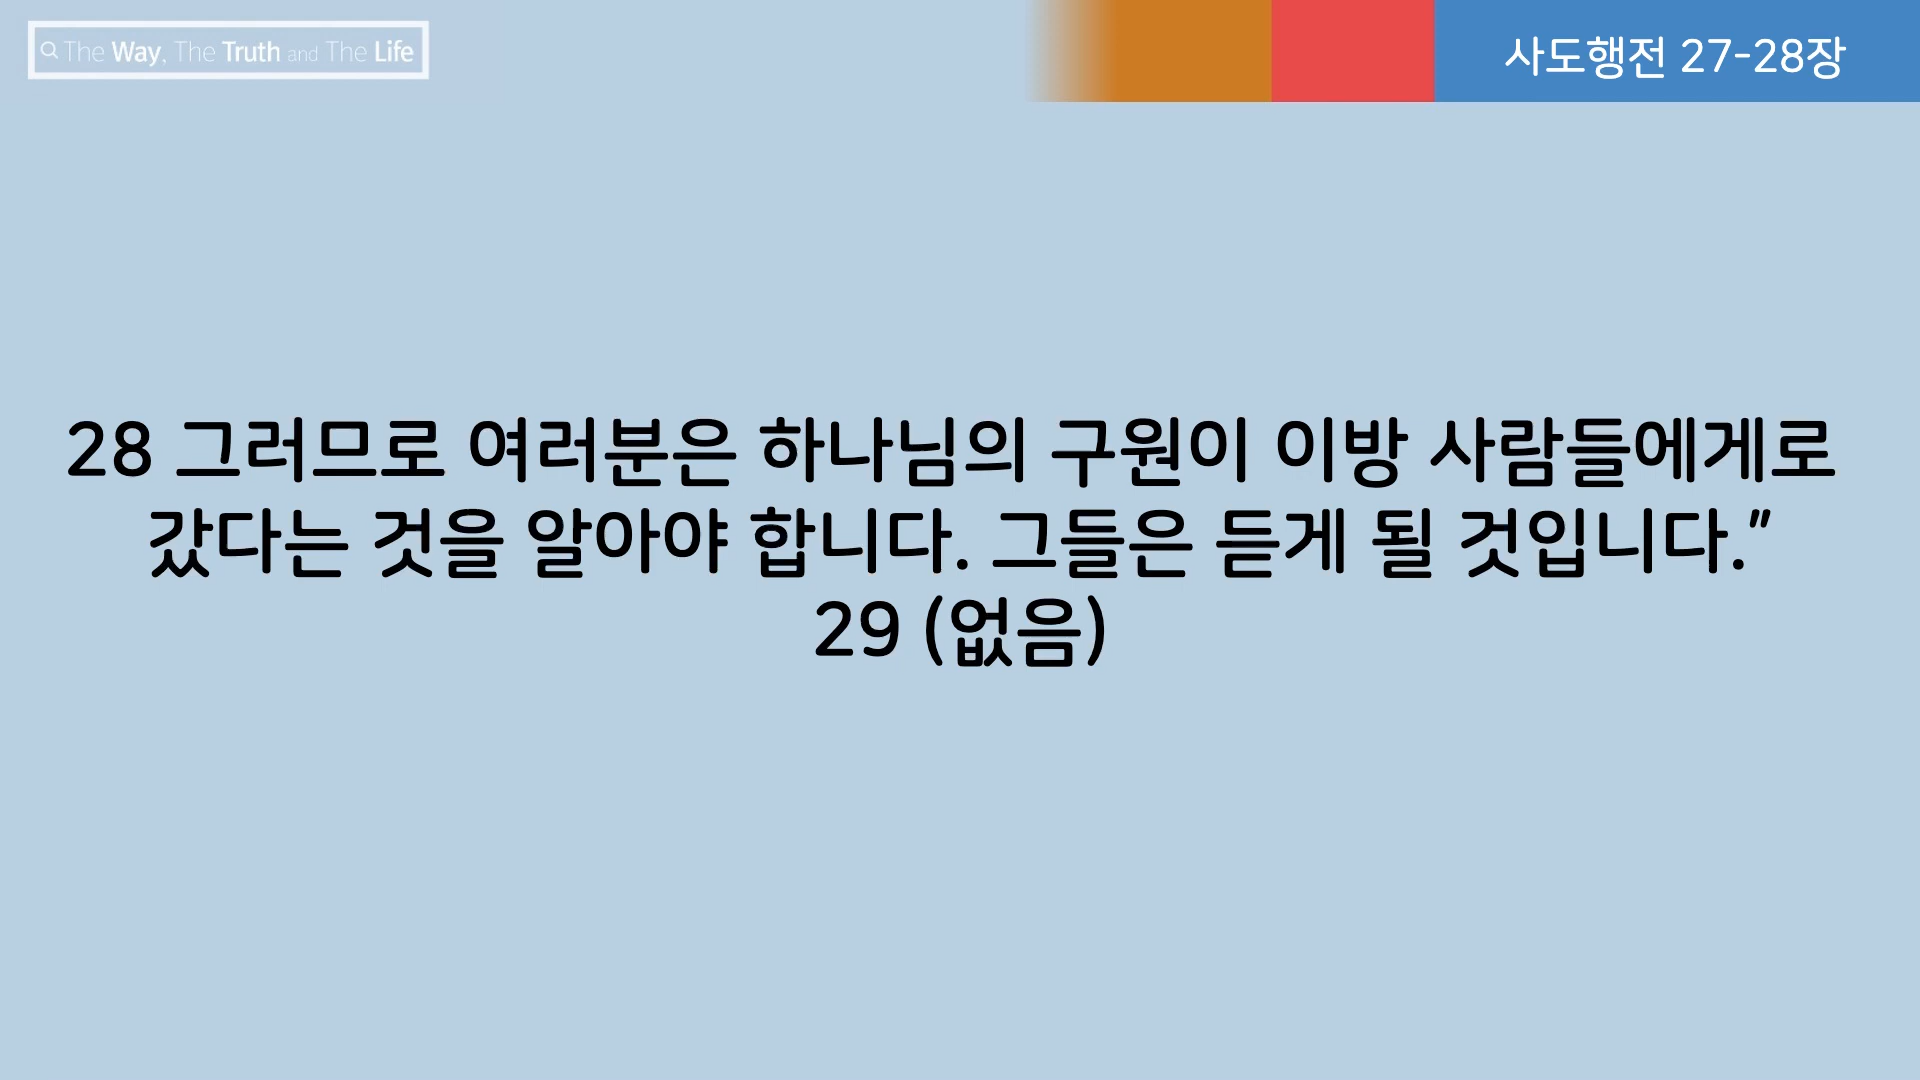 The Way, The Truth and The Life
사도행전 27-28장
28 그러므로 여러분은 하나님의 구원이 이방 사람들에게로
갔다는 것을 알아야 합니다. 그들은 듣게 될 것입니다.”
29 (없음)